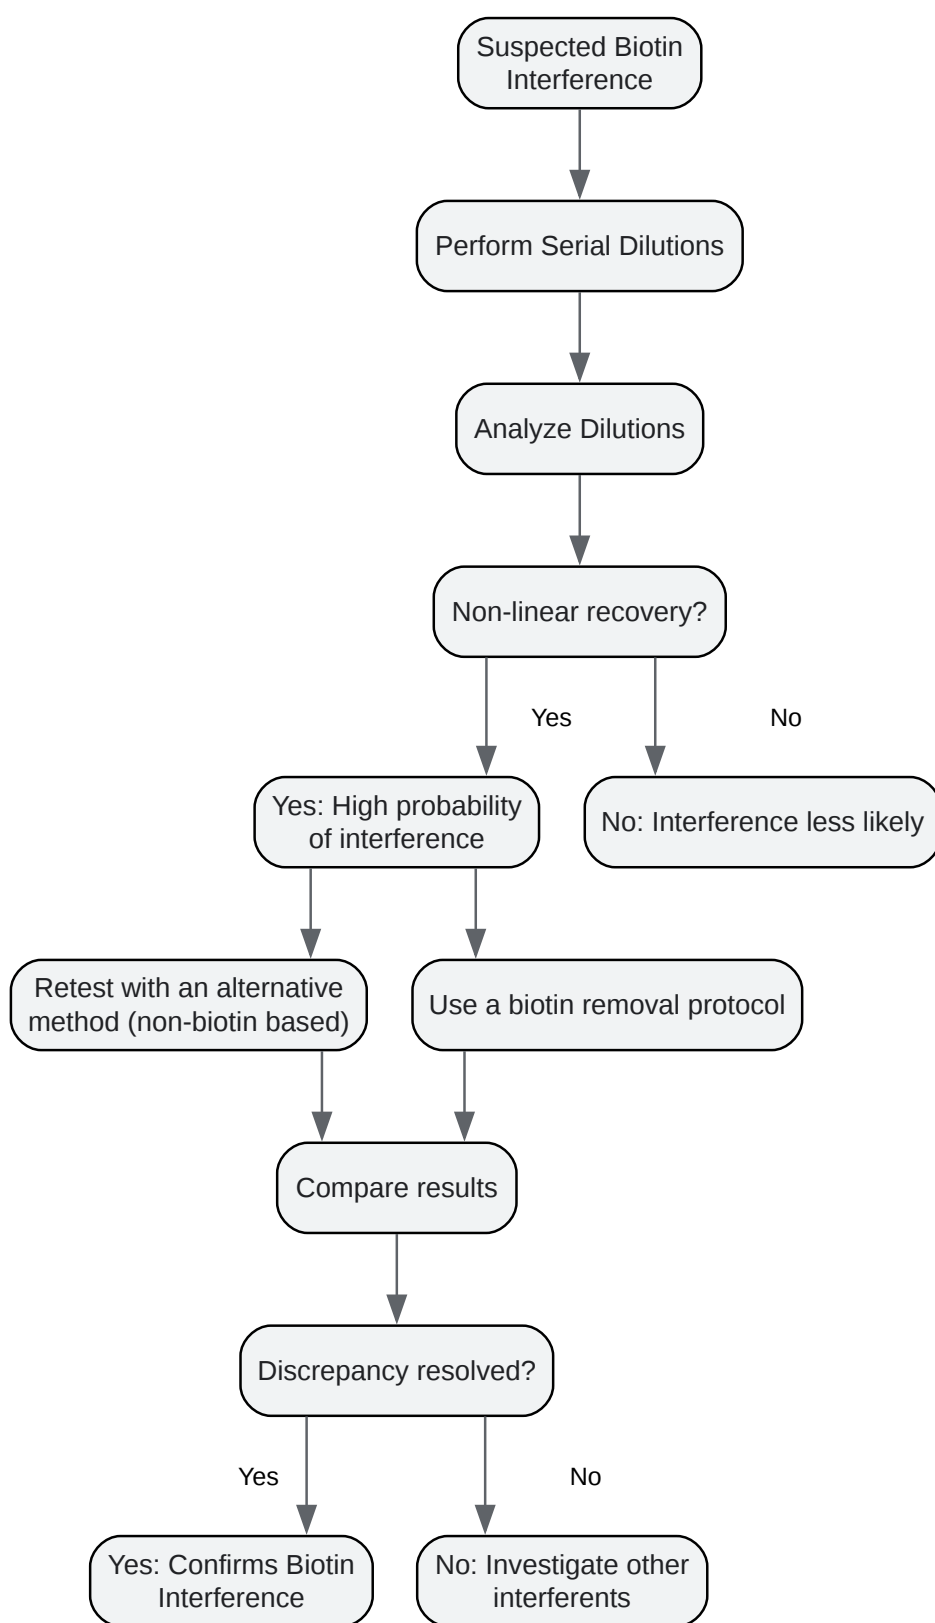 Suspected Biotin
Interference
Perform Serial Dilutions
Analyze Dilutions
Non-linear recovery?
Yes
No
Yes: High probability
of interference
No: Interference less likely
Retest with an alternative
method (non-biotin based)
Use a biotin removal protocol
Compare results
Discrepancy resolved?
Yes
No
Yes: Confirms Biotin
Interference
No: Investigate other
interferents